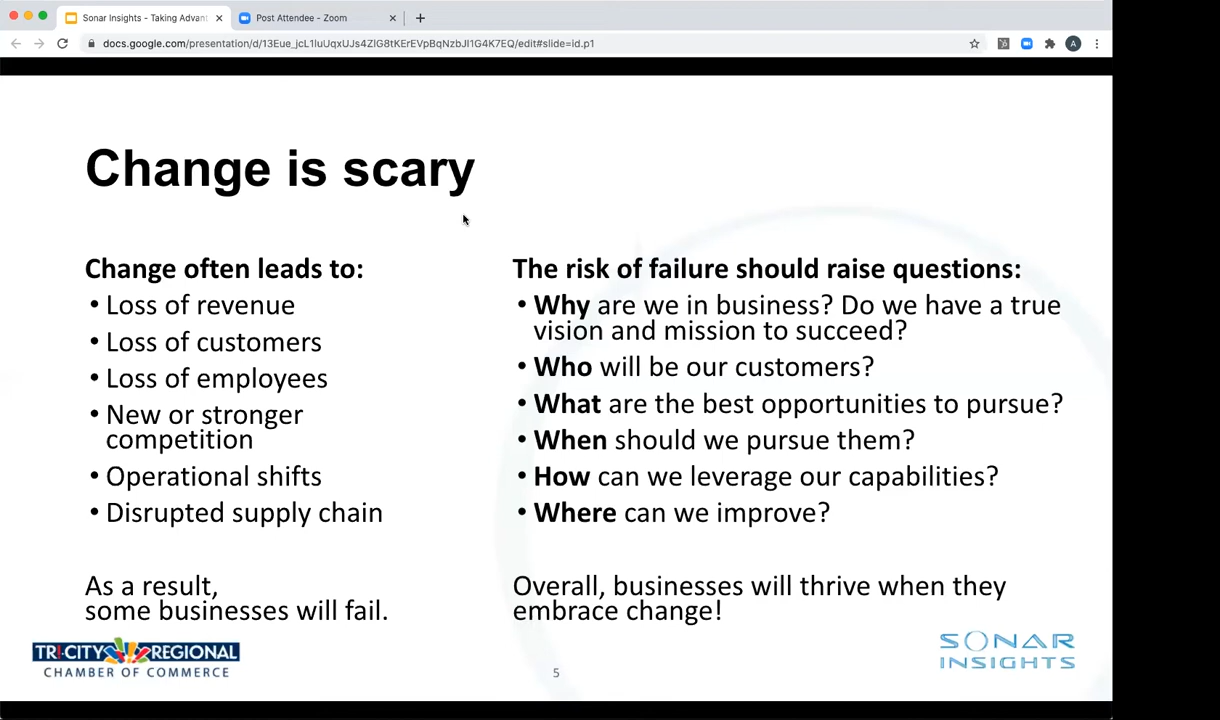 Sonar Insights - Taking Advant
Post Attendee - Zoom
docs.google.com/presentation/d/13Eue_jcL1luUqxUJs4ZlG8tKErEVpBqNzbJl1G4K7EQ/edit#slide=id.p1
A
Change is scary
Change often leads to:
• Loss of revenue
• Loss of customers
• Loss of employees
• New or stronger
competition
• Operational shifts
• Disrupted supply chain
As a result,
some businesses will fail.
The risk of failure should raise questions:
• Why are we in business? Do we have a true
vision and mission to succeed?
• Who will be our customers?
• What are the best opportunities to pursue?
• When should we pursue them?
• How can we leverage our capabilities?
• Where can we improve?
Overall, businesses will thrive when they
embrace change!
TRI-CITY REGIONAL
CHAMBER OF COMMERCE
5
SONAR
INSIGHTS